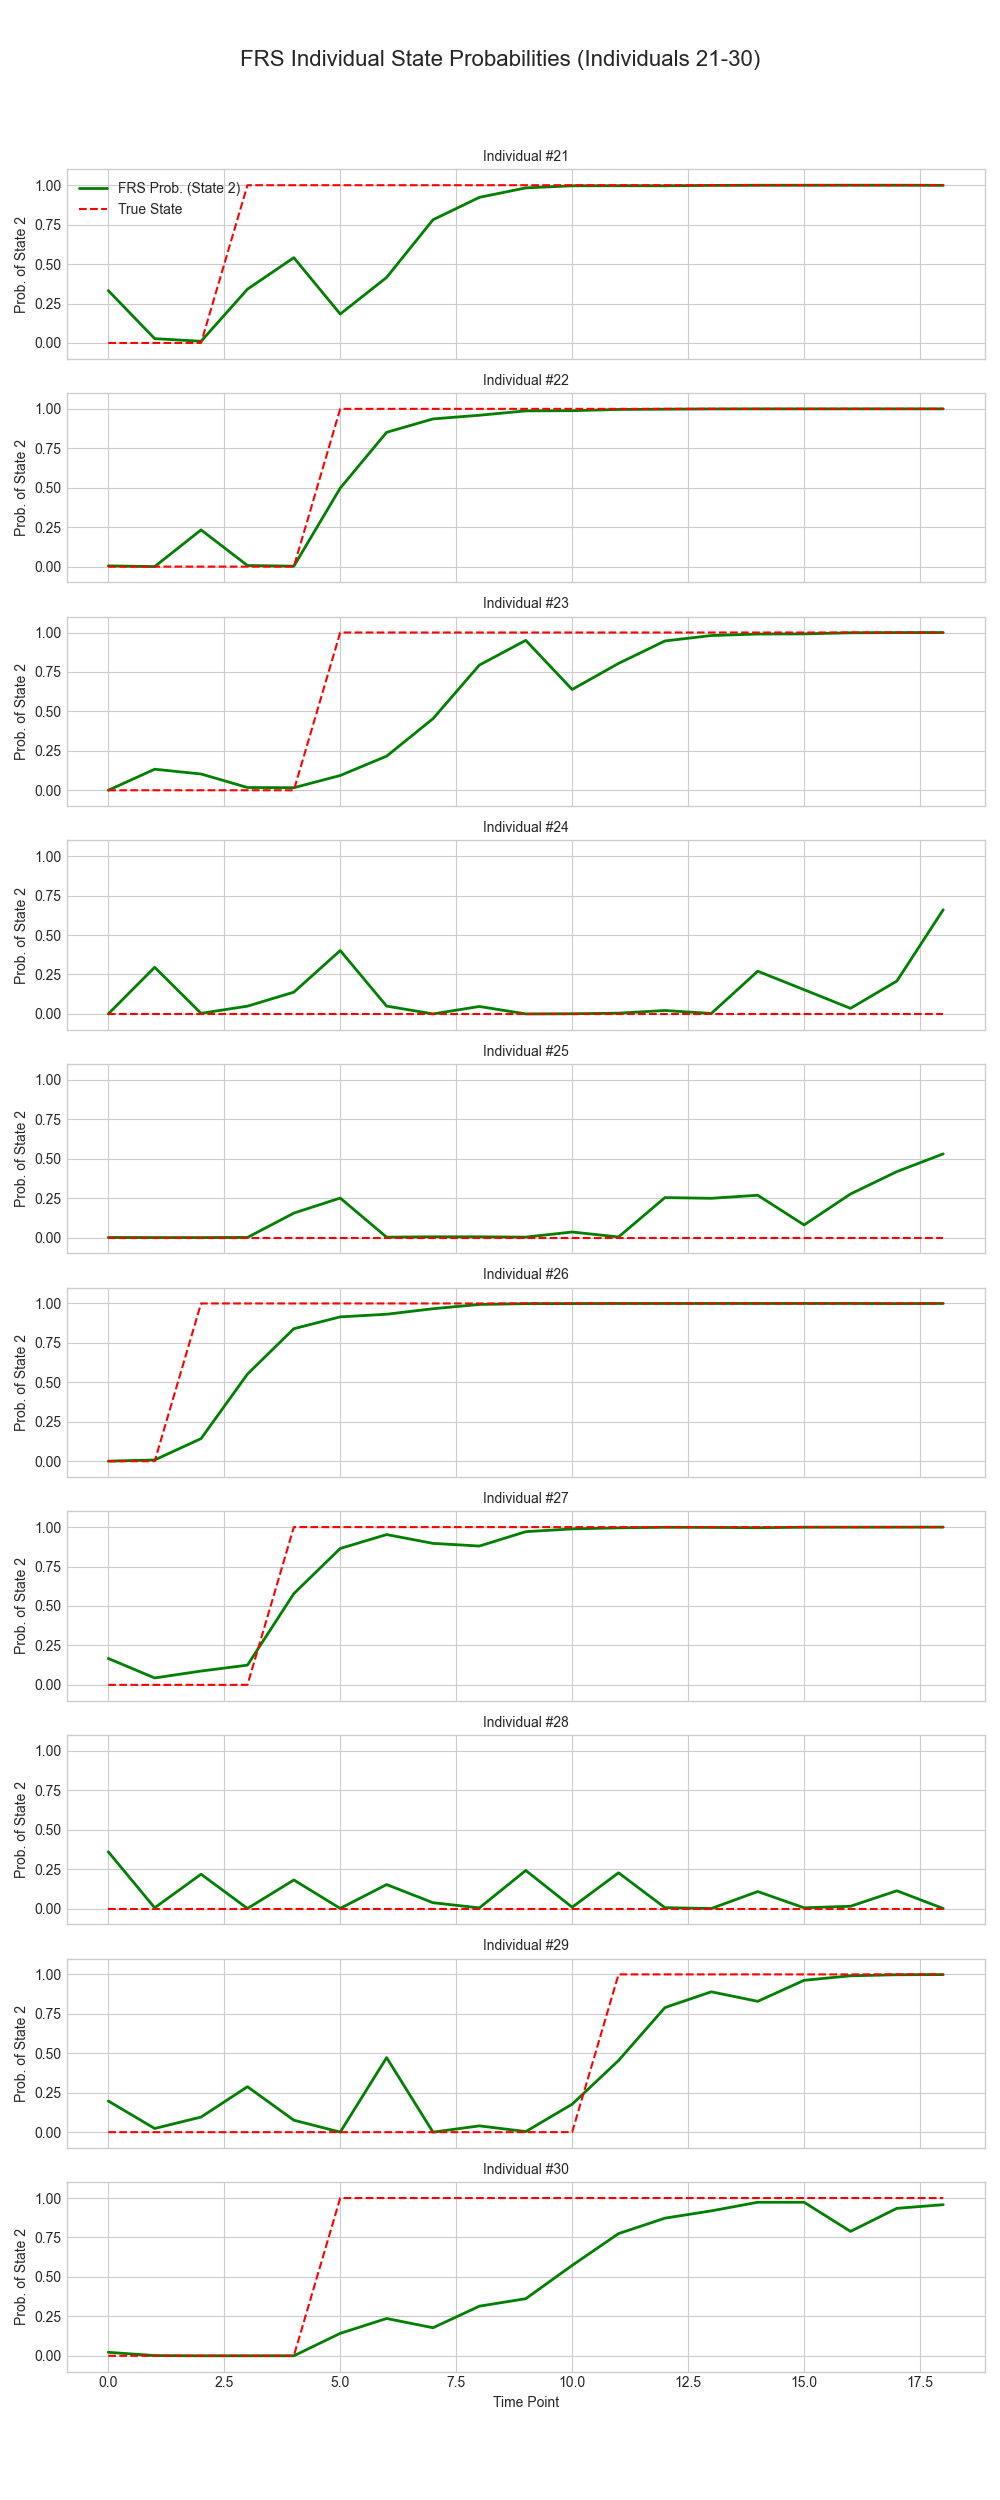 FRS Individual State Probabilities (Individuals 21-30)
Individual #21
FRS Prob. (State 2)
True State
Prob. of State 2
1.00
0.75
0.50
0.25
0.00
Individual #22
Prob. of State 2
1.00
0.75
0.50
0.25
0.00
Individual #23
Prob. of State 2
1.00
0.75
0.50
0.25
0.00
Individual #24
Prob. of State 2
1.00
0.75
0.50
0.25
0.00
Individual #25
Prob. of State 2
1.00
0.75
0.50
0.25
0.00
Individual #26
Prob. of State 2
1.00
0.75
0.50
0.25
0.00
Individual #27
Prob. of State 2
1.00
0.75
0.50
0.25
0.00
Individual #28
Prob. of State 2
1.00
0.75
0.50
0.25
0.00
Individual #29
Prob. of State 2
1.00
0.75
0.50
0.25
0.00
Individual #30
Prob. of State 2
1.00
0.75
0.50
0.25
0.00
0.0 2.5 5.0 7.5 10.0 12.5 15.0 17.5
Time Point